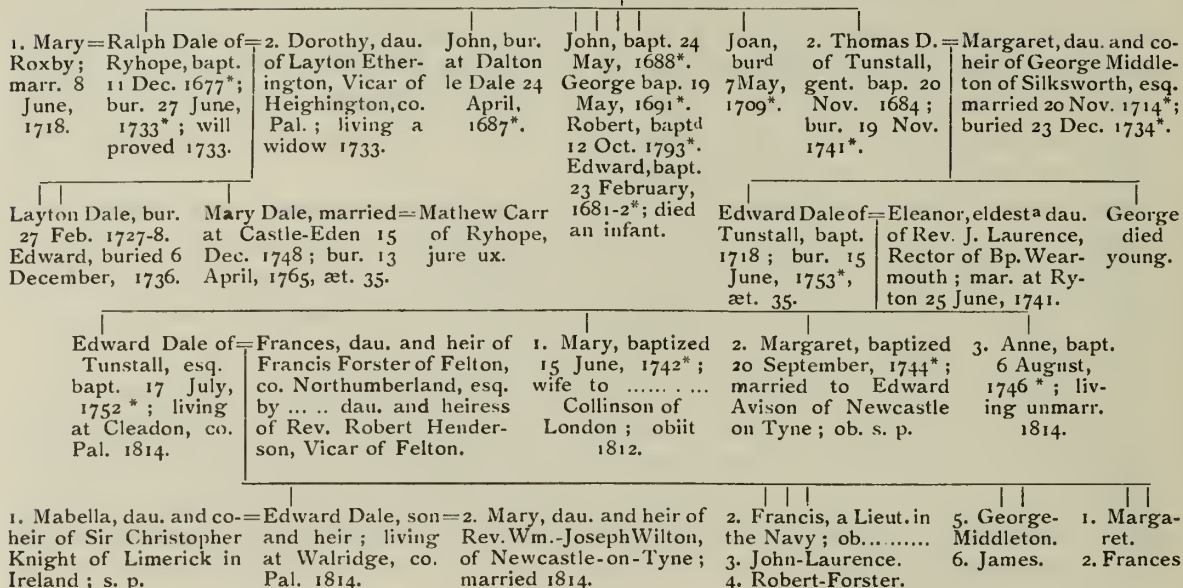 1. Mary=
Roxby;
marr. 8
June,
1718.
Ralph Dale of=
Ryhope, bapt.
11 Dec. 1677*;
bur. 27 June,
1733*; will
proved 1733.
2. Dorothy, dau.
of Layton Ether-
ington, Vicar of
Heighington, co.
Pal.; living a
widow 1733.
John, bur.
at Dalton
le Dale 24
April,
1687*.
John, bapt. 24
May, 1688*.
George bap. 19
May, 1691*.
Robert, baptd
12 Oct. 1793*.
Edward, bapt.
23 February,
1681-2*; died
an infant.
Joan,
burd
7 May,
1709*.
2. Thomas D.=
of Tunstall,
gent. bap. 20
Nov. 1684;
bur. 19 Nov.
1741*.
Margaret, dau. and co-
heir of George Middle-
ton of Silksworth, esq.
married 20 Nov. 1714*;
buried 23 Dec. 1734*.
Layton Dale, bur.
27 Feb. 1727-8.
Edward, buried 6
December, 1736.
Mary Dale, married=
at Castle-Eden 15
Dec. 1748; bur. 13
April, 1765, æt. 35.
Mathew Carr
of Ryhope,
jure ux.
Edward Dale of=
Tunstall, bapt.
1718; bur. 15
June, 1753*,
æt. 35.
Eleanor, eldest a dau.
of Rev. J. Laurence,
Rector of Bp. Wear-
mouth; mar. at Ry-
ton 25 June, 1741.
George
died
young.
Edward Dale of=
Tunstall, esq.
bapt. 17 July,
1752*; living
at Cleadon, co.
Pal. 1814.
Frances, dau. and heir of
Francis Forster of Felton,
co. Northumberland, esq.
by ... .. dau. and heiress
of Rev. Robert Hender-
son, Vicar of Felton.
1. Mary, baptized
15 June, 1742*;
wife to ...... . ...
Collinson of
London; obiit
1812.
2. Margaret, baptized
20 September, 1744*;
married to Edward
Avison of Newcastle
on Tyne; ob. s. p.
3. Anne, bapt.
6 August,
1746*; liv-
ing unmarr.
1814.
1. Mabella, dau. and co-=
heir of Sir Christopher
Knight of Limerick in
Ireland; s. p.
Edward Dale, son=
and heir; living
at Walridge, co.
Pal. 1814.
2. Mary, dau. and heir of
Rev. Wm.-Joseph Wilton,
of Newcastle-on-Tyne;
married 1814.
2. Francis, a Lieut. in
the Navy; ob..........
3. John-Laurence.
4. Robert-Forster.
5. George-
Middleton.
6. James.
1. Marga-
ret.
2. Frances